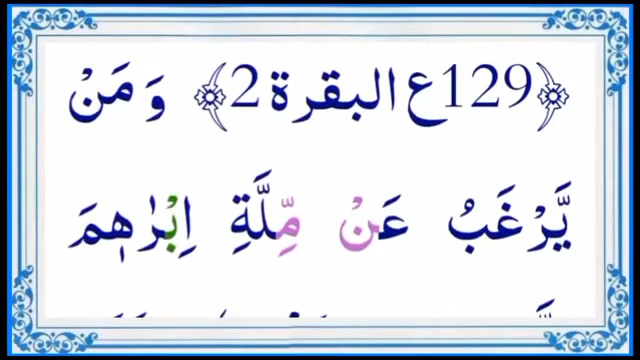 ﴿129ع البقرة 2﴾ وَ مَنْ
يَّرْغَبُ عَنْ مِّلَّةِ اِبْرٰهٖمَ